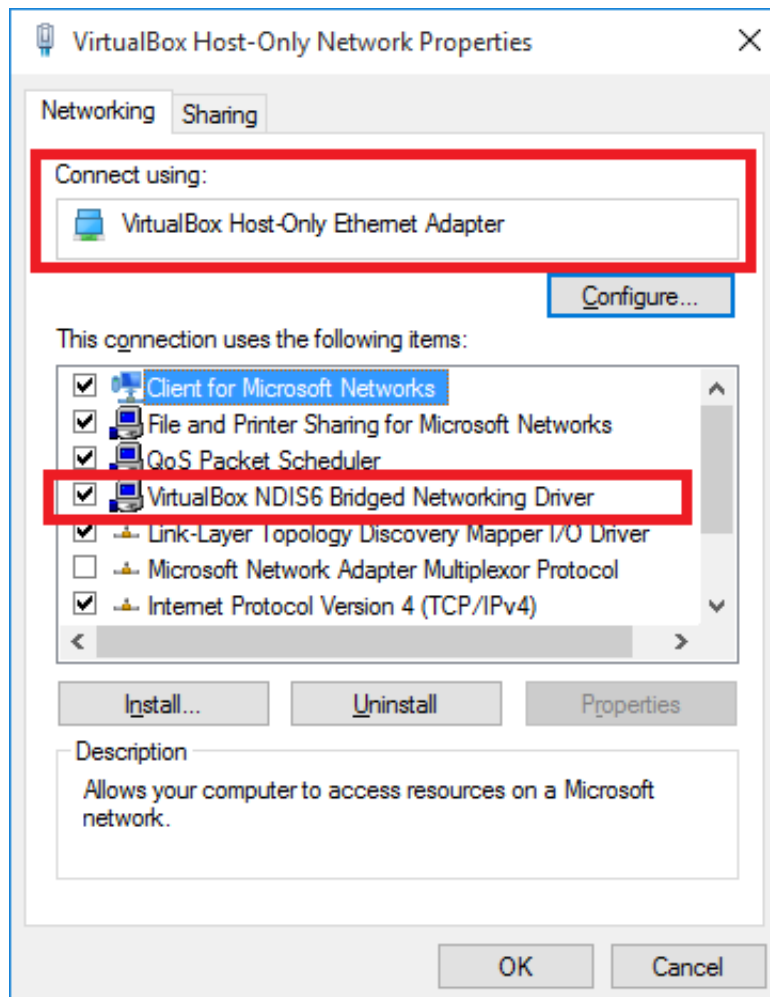 VirtualBox Host-Only Network Properties
Networking
Sharing
Connect using:
VirtualBox Host-Only Ethernet Adapter
Configure...
This connection uses the following items:
Client for Microsoft Networks
File and Printer Sharing for Microsoft Networks
QoS Packet Scheduler
VirtualBox NDIS6 Bridged Networking Driver
Link-Layer Topology Discovery Mapper I/O Driver
Microsoft Network Adapter Multiplexor Protocol
Internet Protocol Version 4 (TCP/IPv4)
Install...
Uninstall
Properties
Description
Allows your computer to access resources on a Microsoft
network.
OK
Cancel